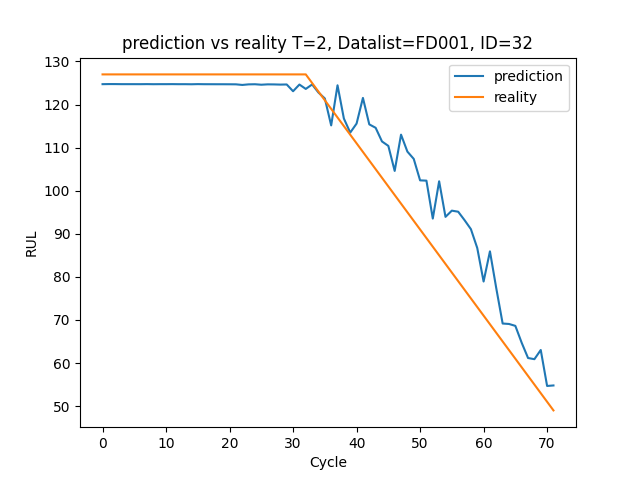 prediction vs reality T=2, Datalist=FD001, ID=32
prediction
reality
130
120
110
100
90
80
70
60
50
RUL
0 10 20 30 40 50 60 70
Cycle